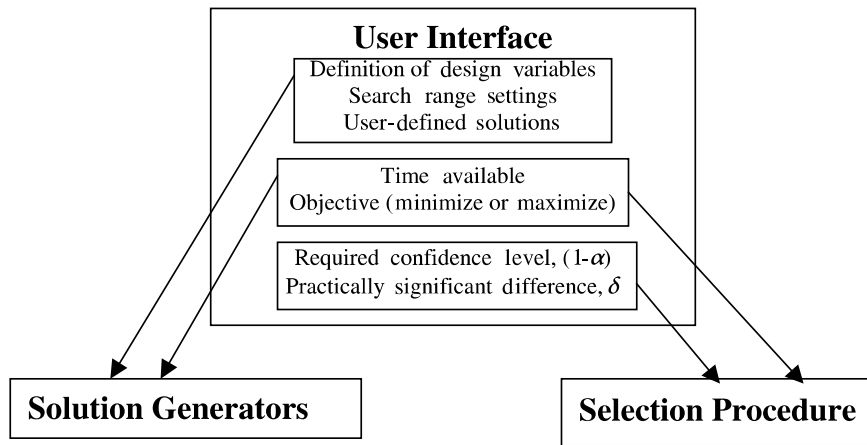 User Interface
Definition of design variables
Search range settings
User-defined solutions
Time available
Objective (minimize or maximize)
Required confidence level, (1-α)
Practically significant difference, δ
Solution Generators
Selection Procedure